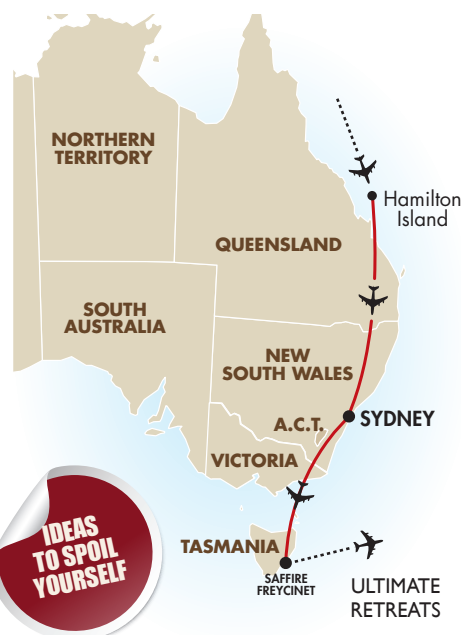 NORTHERN
TERRITORY
Hamilton
Island
QUEENSLAND
SOUTH
AUSTRALIA
NEW
SOUTH WALES
A.C.T.
SYDNEY
VICTORIA
IDEAS
TO SPOIL
YOURSELF
TASMANIA
SAFFIRE
FREYCINET
ULTIMATE
RETREATS